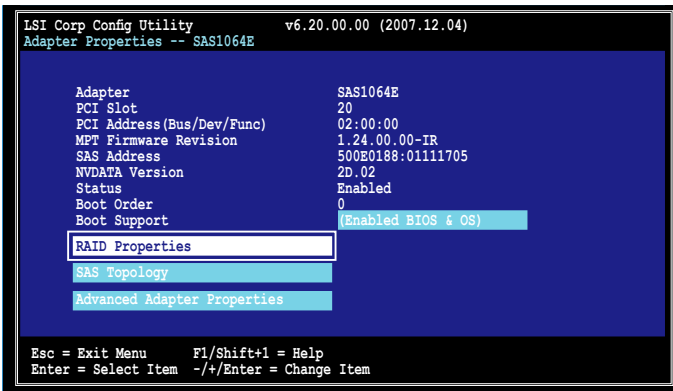 LSI Corp Config Utility v6.20.00.00 (2007.12.04)
Adapter Properties -- SAS1064E
Adapter SAS1064E
PCI Slot 20
PCI Address(Bus/Dev/Func) 02:00:00
MPT Firmware Revision 1.24.00.00-IR
SAS Address 500E0188:01111705
NVDATA Version 2D.02
Status Enabled
Boot Order 0
Boot Support (Enabled BIOS & OS)
RAID Properties
SAS Topology
Advanced Adapter Properties
Esc = Exit Menu F1/Shift+1 = Help
Enter = Select Item -/+/Enter = Change Item